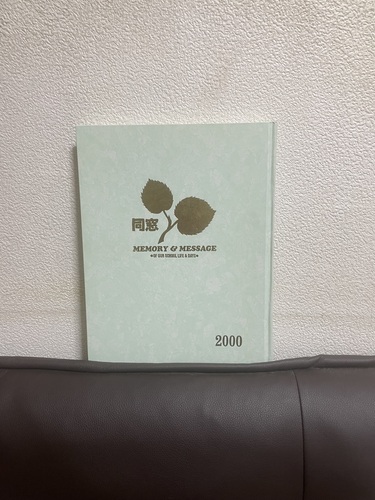 同窓
MEMORY & MESSAGE
★OF OUR SCHOOL LIFE & DAYS★
2000